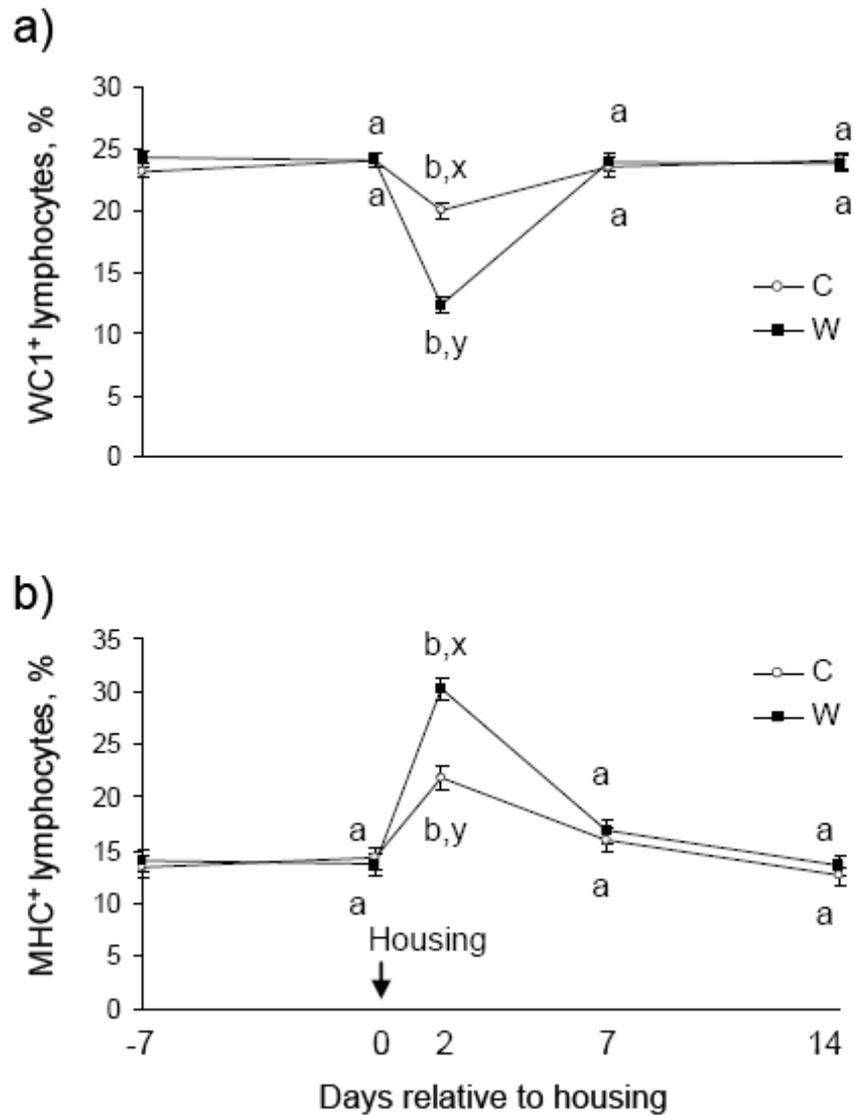 a)
WC1⁺ lymphocytes, %
30
25
20
15
10
5
0
a
a
b,x
b,y
a
a
a
a
C
W
b)
MHC⁺ lymphocytes, %
35
30
25
20
15
10
5
0
b,x
b,y
a
a
a
a
a
a
C
W
Housing
-7 0 2 7 14
Days relative to housing